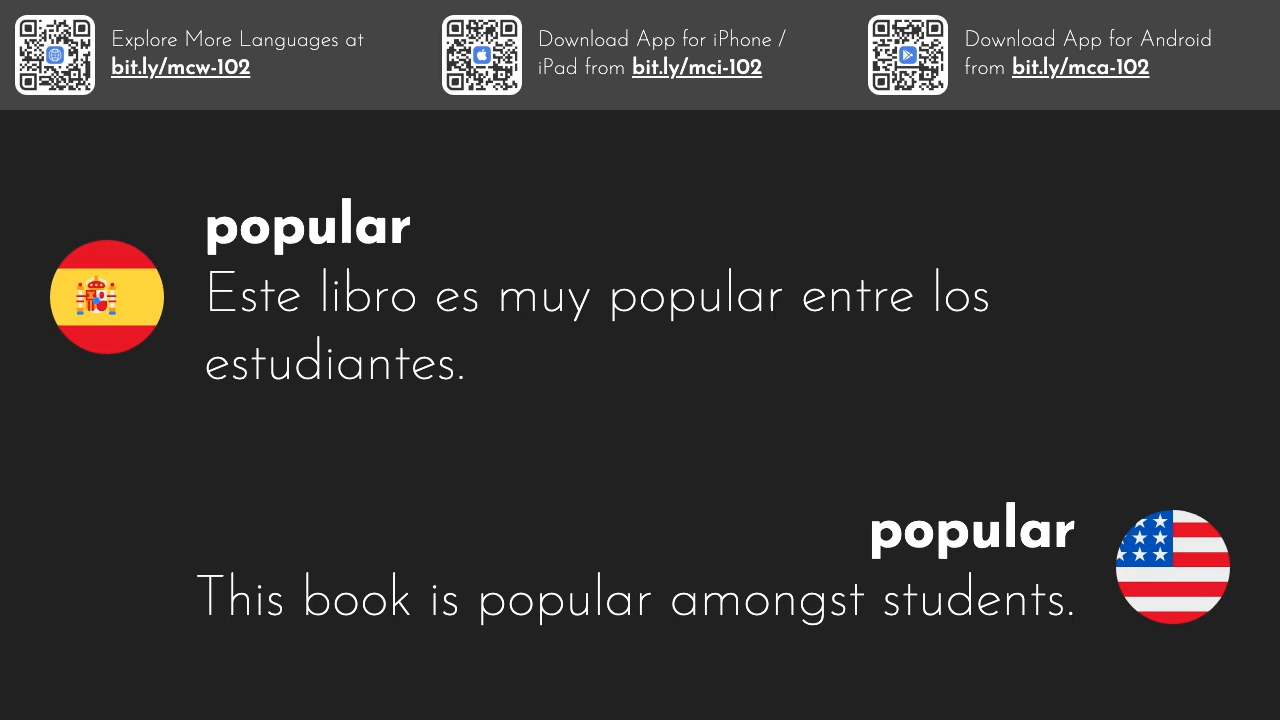 Explore More Languages at
bit.ly/mcw-102
Download App for iPhone /
iPad from bit.ly/mci-102
Download App for Android
from bit.ly/mca-102
popular
Este libro es muy popular entre los
estudiantes.
popular
This book is popular amongst students.